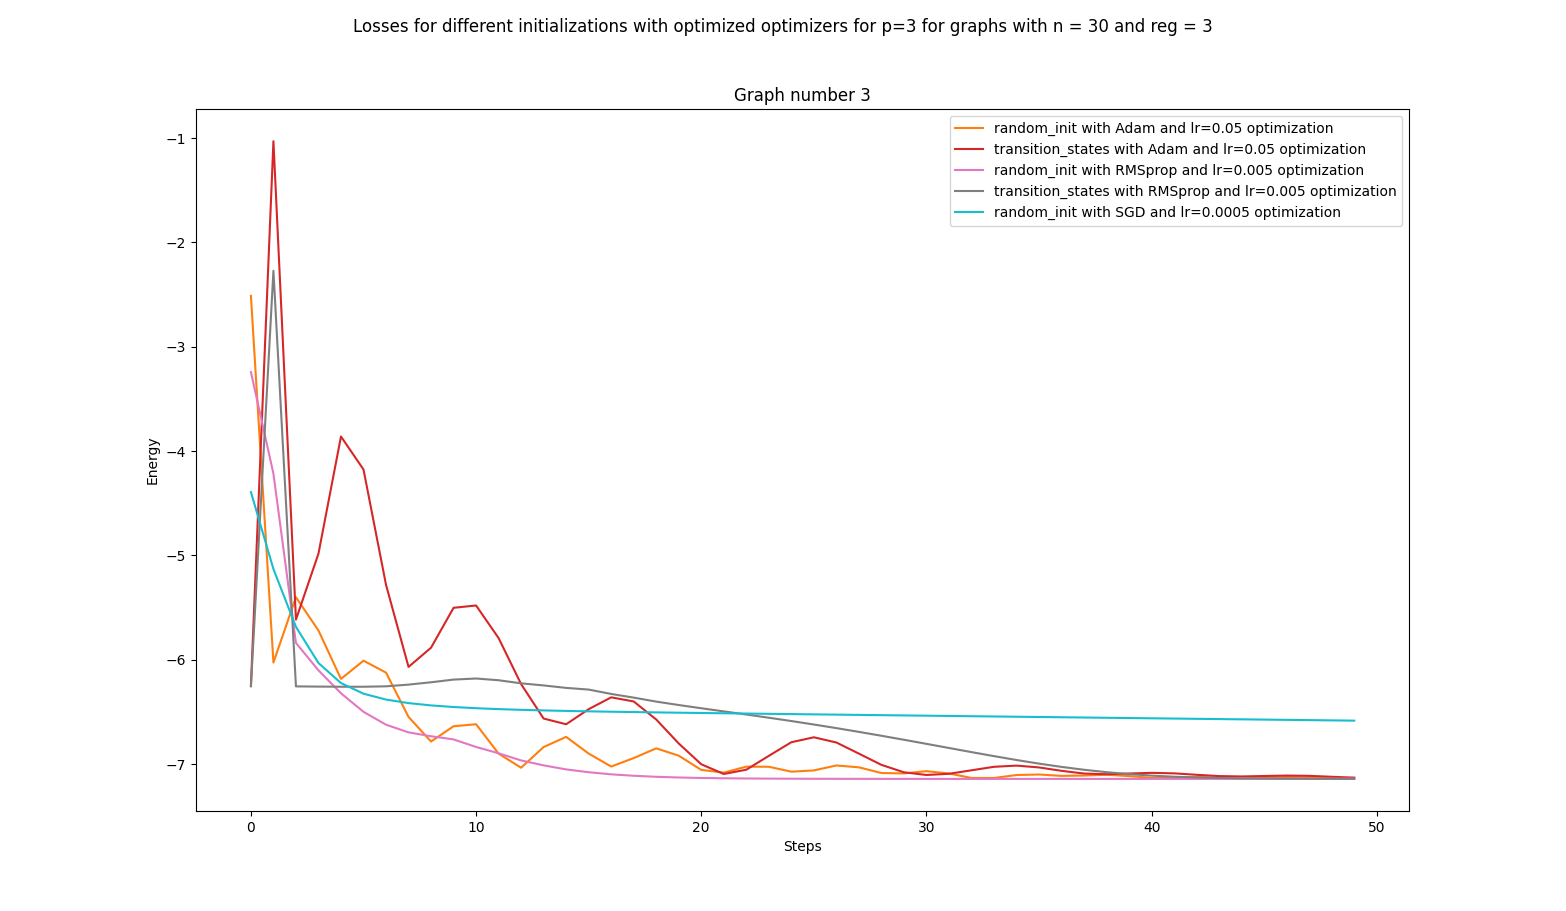 Losses for different initializations with optimized optimizers for p=3 for graphs with n = 30 and reg = 3
Graph number 3
random_init with Adam and lr=0.05 optimization
transition_states with Adam and lr=0.05 optimization
random_init with RMSprop and lr=0.005 optimization
transition_states with RMSprop and lr=0.005 optimization
random_init with SGD and lr=0.0005 optimization
−1
−2
−3
−4
−5
−6
−7
Energy
0 10 20 30 40 50
Steps